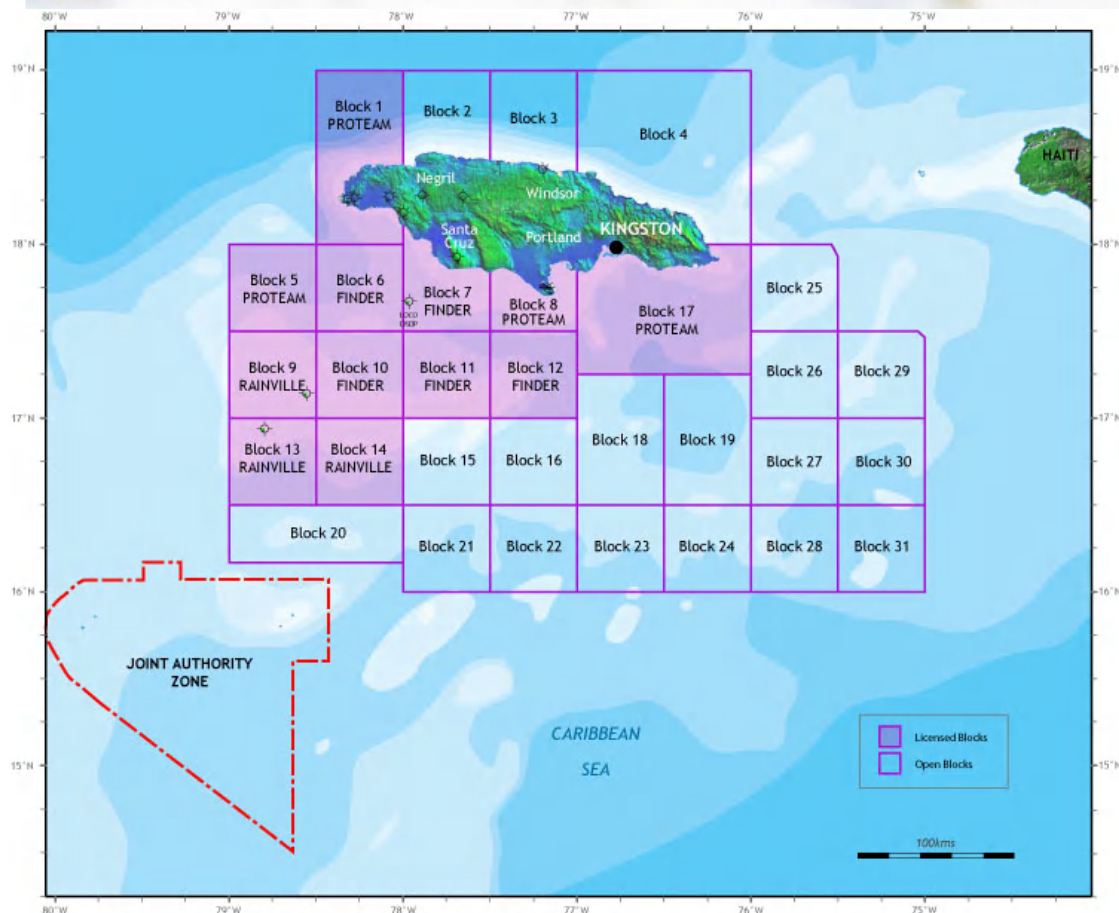 80°W
79°W
78°W
77°W
76°W
75°W
19°N
19°N
Block 1
PROTEAM
Block 2
Block 3
Block 4
HAITI
Negril
Windsor
Santa
Cruz
Portland
KINGSTON
18°N
18°N
Block 5
PROTEAM
Block 6
FINDER
Block 7
FINDER
Block 8
PROTEAM
Block 17
PROTEAM
Block 25
Block 9
RAINVILLE
Block 10
FINDER
Block 11
FINDER
Block 12
FINDER
Block 26
Block 29
17°N
17°N
Block 13
RAINVILLE
Block 14
RAINVILLE
Block 15
Block 16
Block 18
Block 19
Block 27
Block 30
Block 20
Block 21
Block 22
Block 23
Block 24
Block 28
Block 31
16°N
16°N
JOINT AUTHORITY
ZONE
CARIBBEAN
SEA
Licensed Blocks
Open Blocks
15°N
15°N
100kms
80°W
79°W
78°W
77°W
76°W
75°W